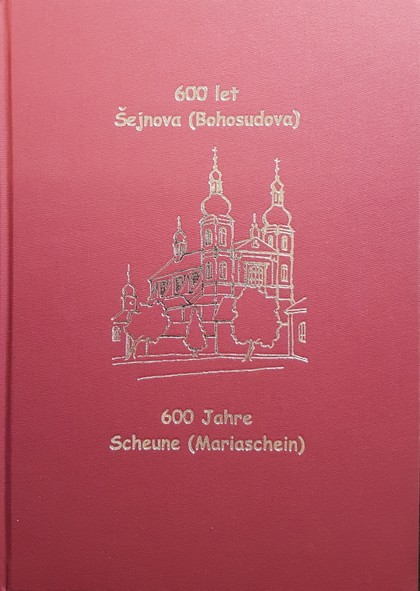 600 let
Šejnova (Bohosudova)
600 Jahre
Scheune (Mariaschein)